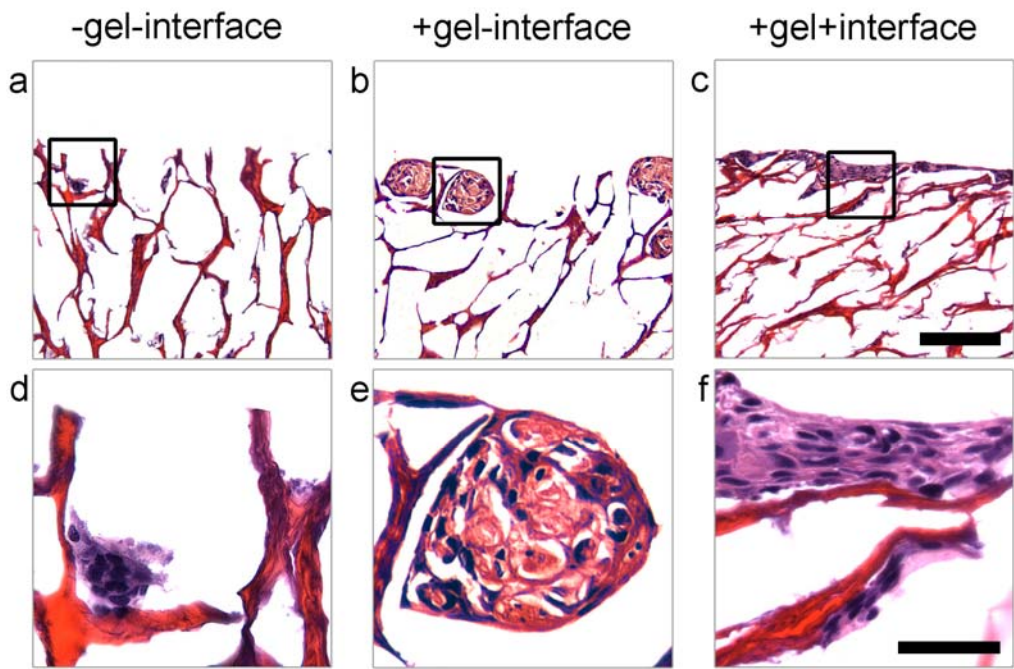 -gel-interface +gel-interface +gel+interface
a b c
d e f